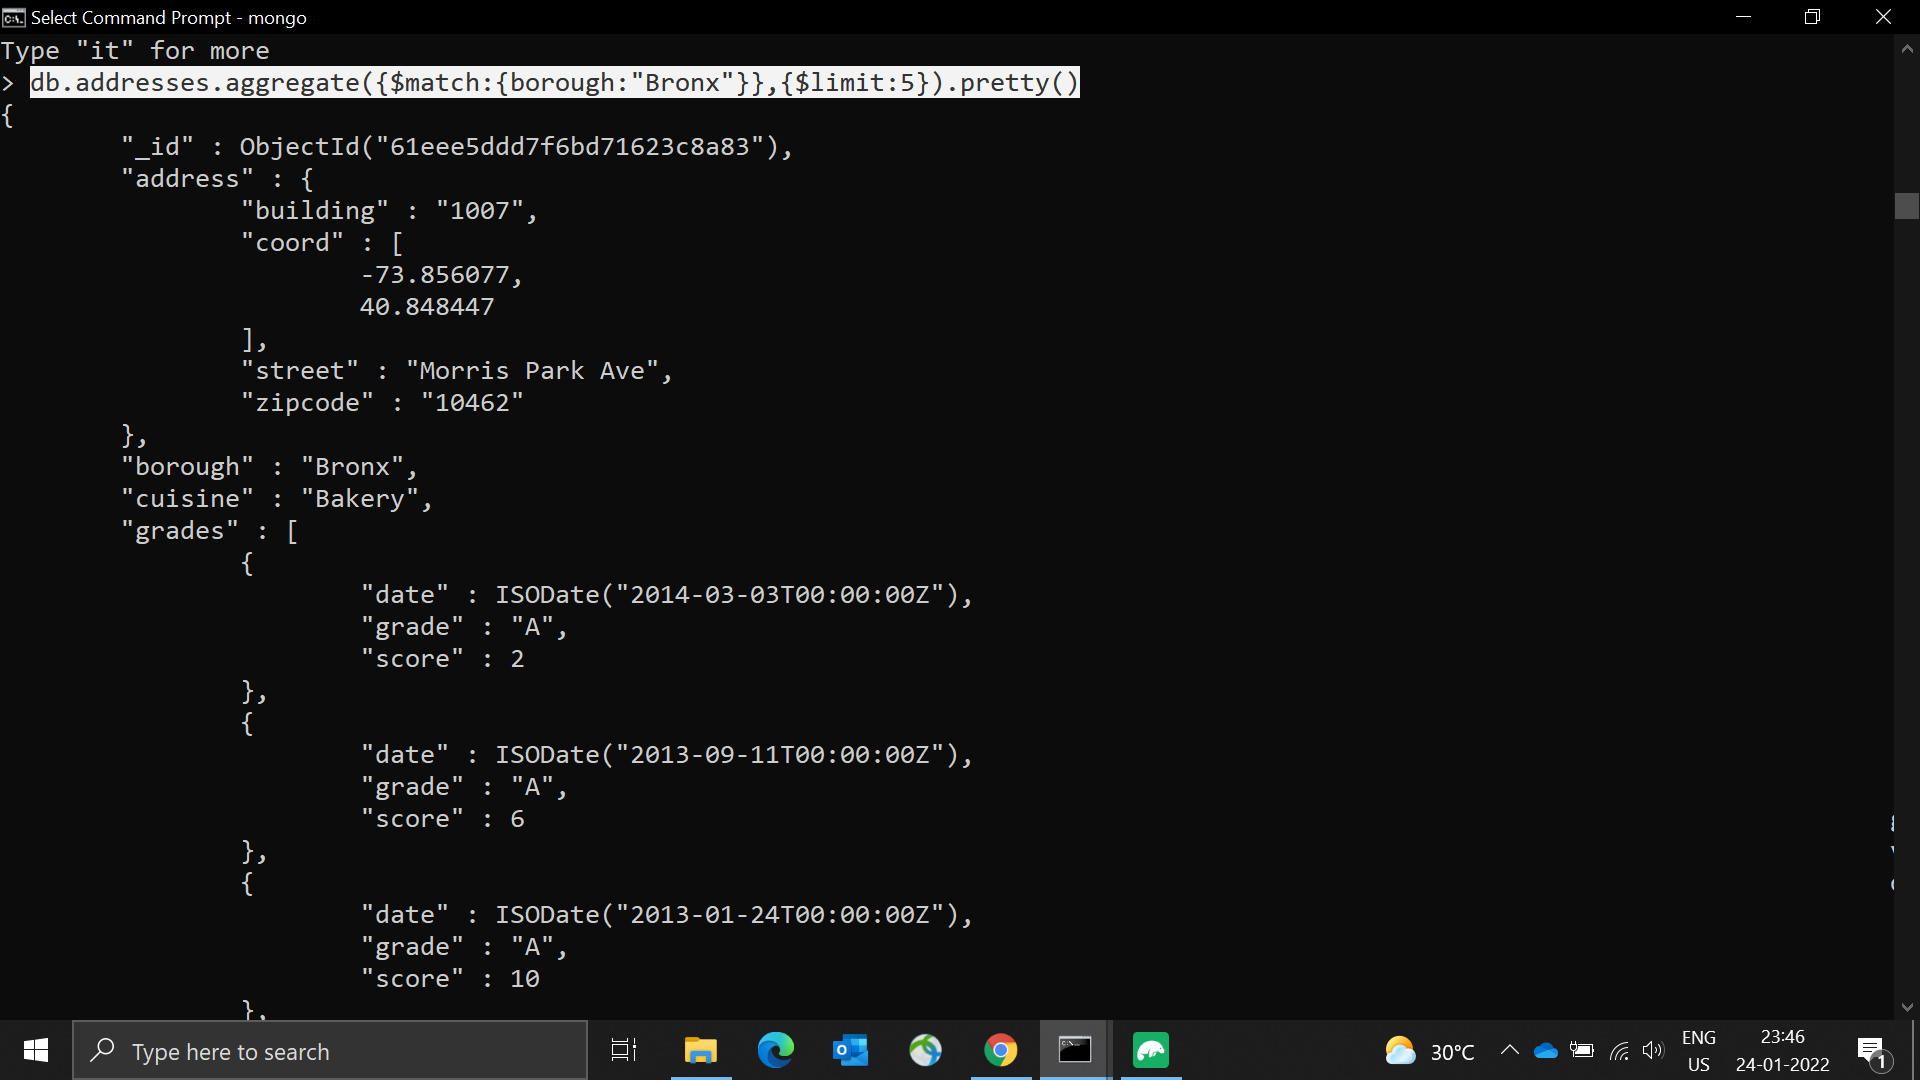 Select Command Prompt - mongo
Type "it" for more
> db.addresses.aggregate({$match:{borough:"Bronx"}},{$limit:5}).pretty()
{
"_id" : ObjectId("61eee5ddd7f6bd71623c8a83"),
"address" : {
"building" : "1007",
"coord" : [
-73.856077,
40.848447
],
"street" : "Morris Park Ave",
"zipcode" : "10462"
},
"borough" : "Bronx",
"cuisine" : "Bakery",
"grades" : [
{
"date" : ISODate("2014-03-03T00:00:00Z"),
"grade" : "A",
"score" : 2
},
{
"date" : ISODate("2013-09-11T00:00:00Z"),
"grade" : "A",
"score" : 6
},
{
"date" : ISODate("2013-01-24T00:00:00Z"),
"grade" : "A",
"score" : 10
},
Type here to search
30°C
ENG
US
23:46
24-01-2022
1